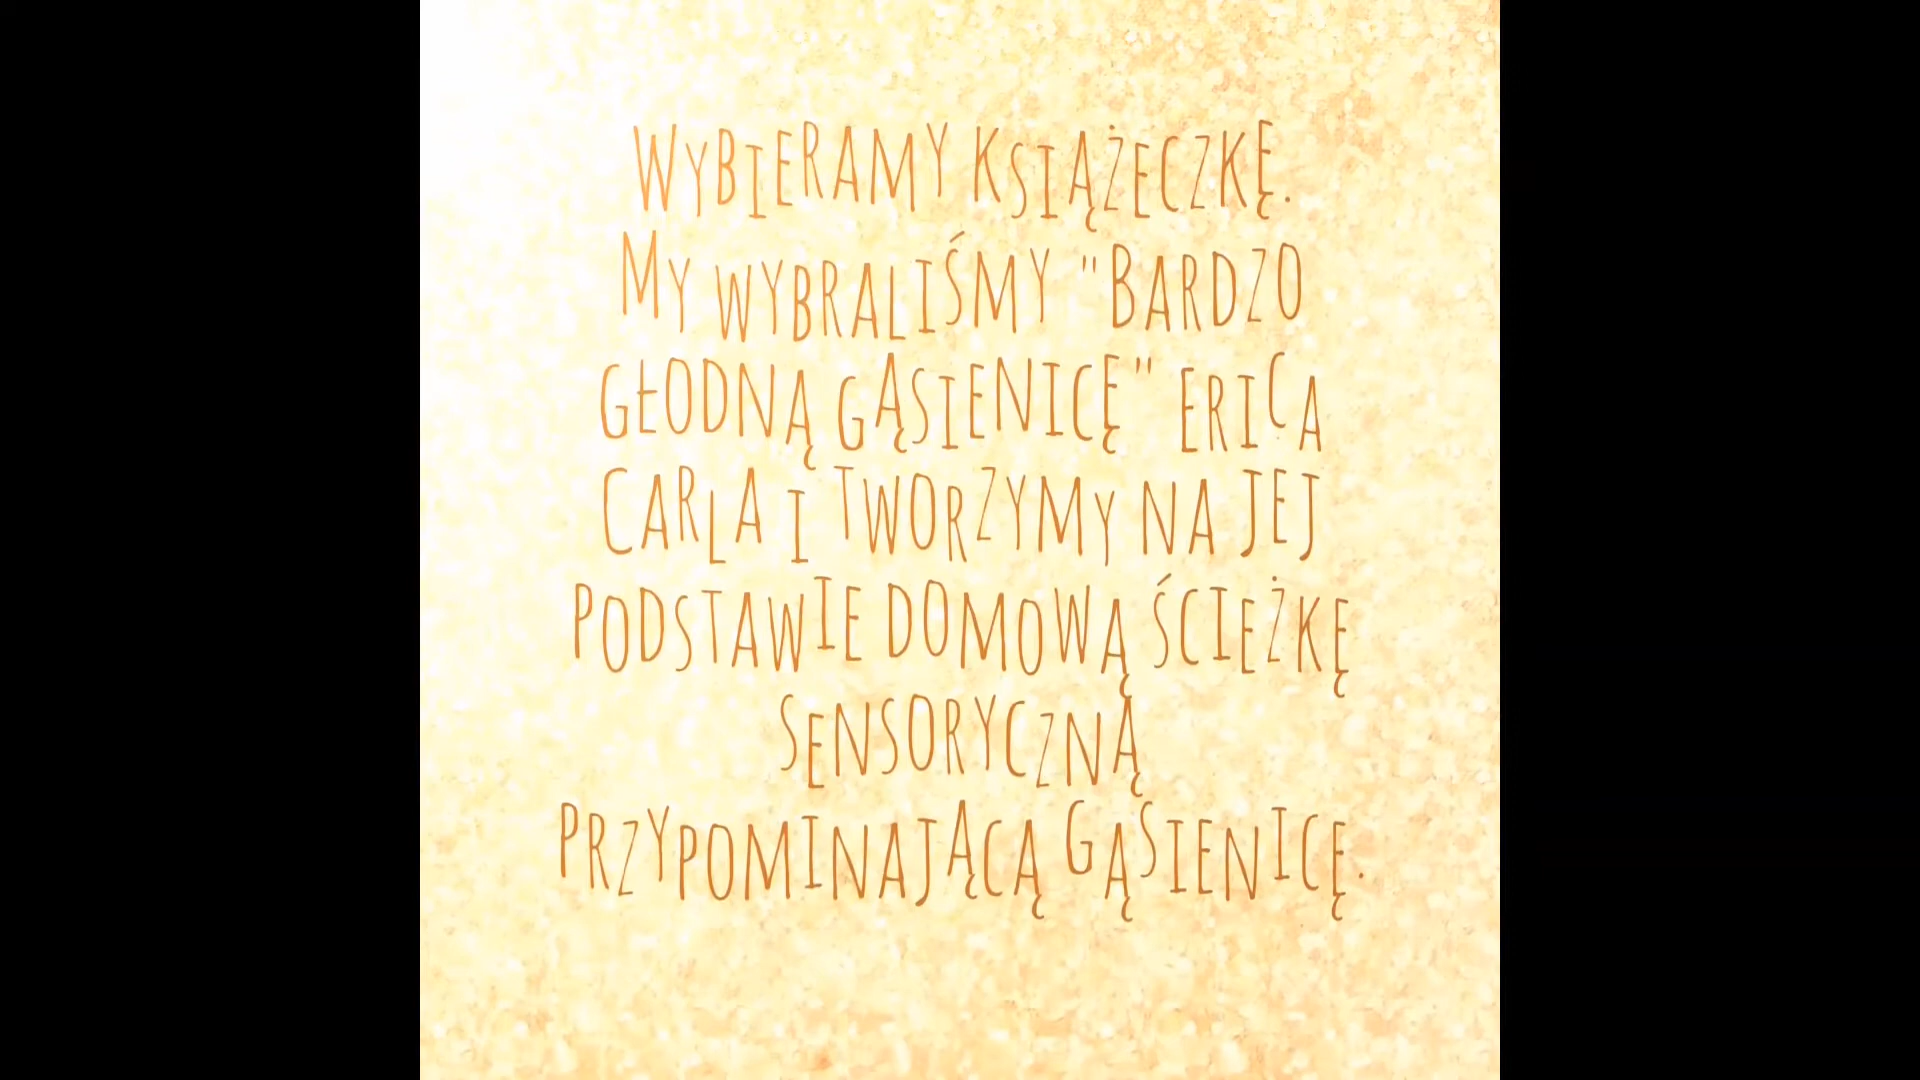 WYBIERAMY KSIĄŻECZKĘ.
MY WYBRALIŚMY "BARDZO
GŁODNĄ GĄSIENICĘ" ERICA
CARLA I TWORZYMY NA JEJ
PODSTAWIE DOMOWĄ ŚCIEŻKĘ
SENSORYCZNĄ
PRZYPOMINAJĄCĄ GĄSIENICĘ.